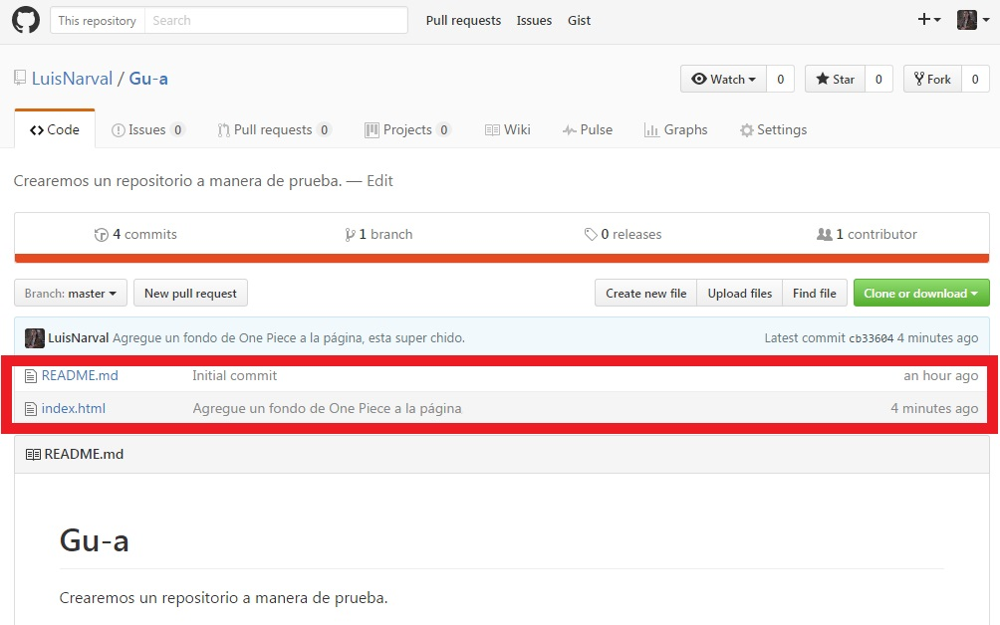 This repository Search Pull requests Issues Gist
LuisNarval / Gu-a Watch 0 Star 0 Fork 0
Code Issues 0 Pull requests 0 Projects 0 Wiki Pulse Graphs Settings
Crearemos un repositorio a manera de prueba. — Edit
4 commits 1 branch 0 releases 1 contributor
Branch: master New pull request Create new file Upload files Find file Clone or download
LuisNarval Agregue un fondo de One Piece a la página, esta super chido. Latest commit cb33604 4 minutes ago
README.md Initial commit an hour ago
index.html Agregue un fondo de One Piece a la página 4 minutes ago
README.md
Gu-a
Crearemos un repositorio a manera de prueba.